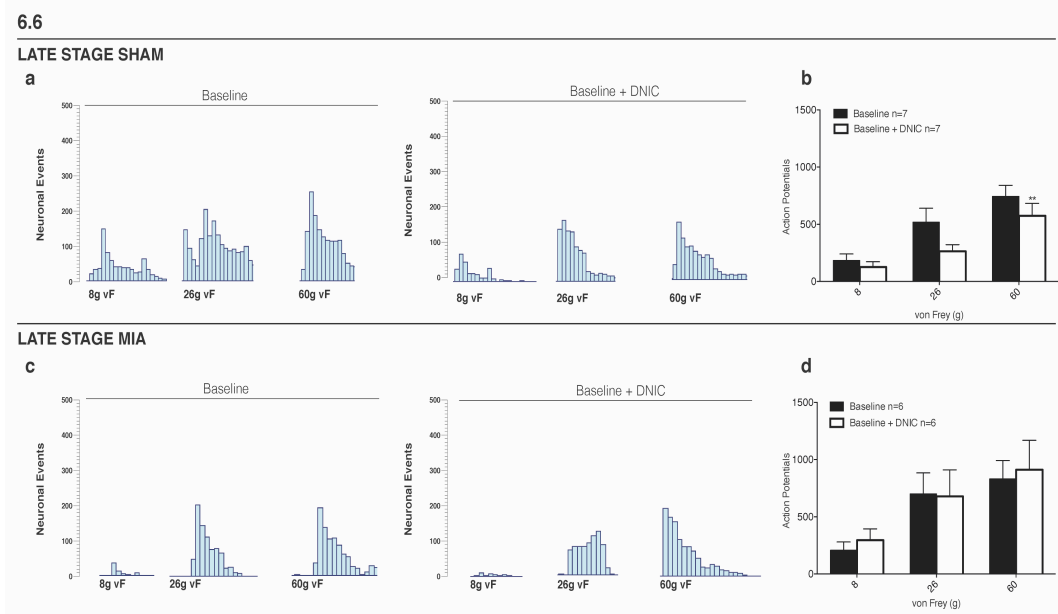 6.6
LATE STAGE SHAM
a
Baseline
500
400
300
200
100
0
Neuronal Events
8g vF
26g vF
60g vF
Baseline + DNIC
500
400
300
200
100
0
Neuronal Events
8g vF
26g vF
60g vF
b
1500
1000
500
0
Action Potentials
Baseline n=7
Baseline + DNIC n=7
**
8
26
60
von Frey (g)
LATE STAGE MIA
c
Baseline
500
400
300
200
100
0
Neuronal Events
8g vF
26g vF
60g vF
Baseline + DNIC
500
400
300
200
100
0
Neuronal Events
8g vF
26g vF
60g vF
d
1500
1000
500
0
Action Potentials
Baseline n=6
Baseline + DNIC n=6
8
26
60
von Frey (g)